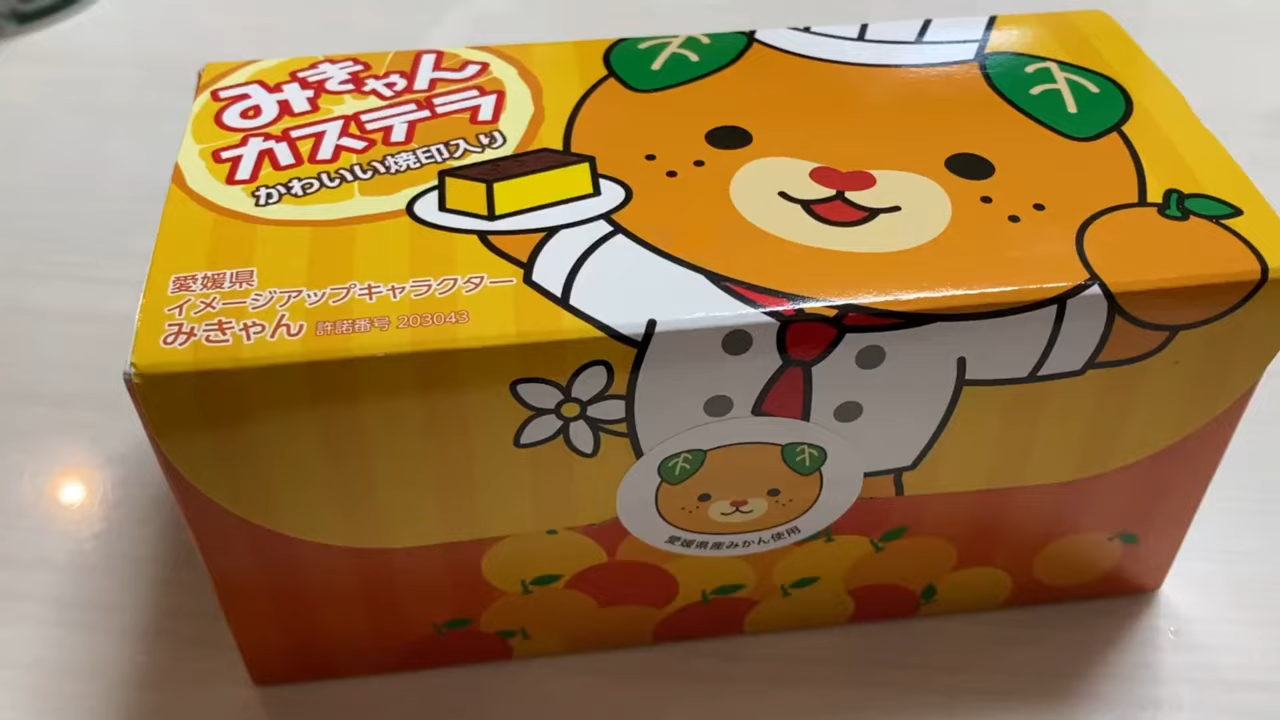 みきゃん
カステラ
かわいい焼印入り
愛媛県
イメージアップキャラクター
みきゃん 許諾番号 203043
愛媛県産みかん使用